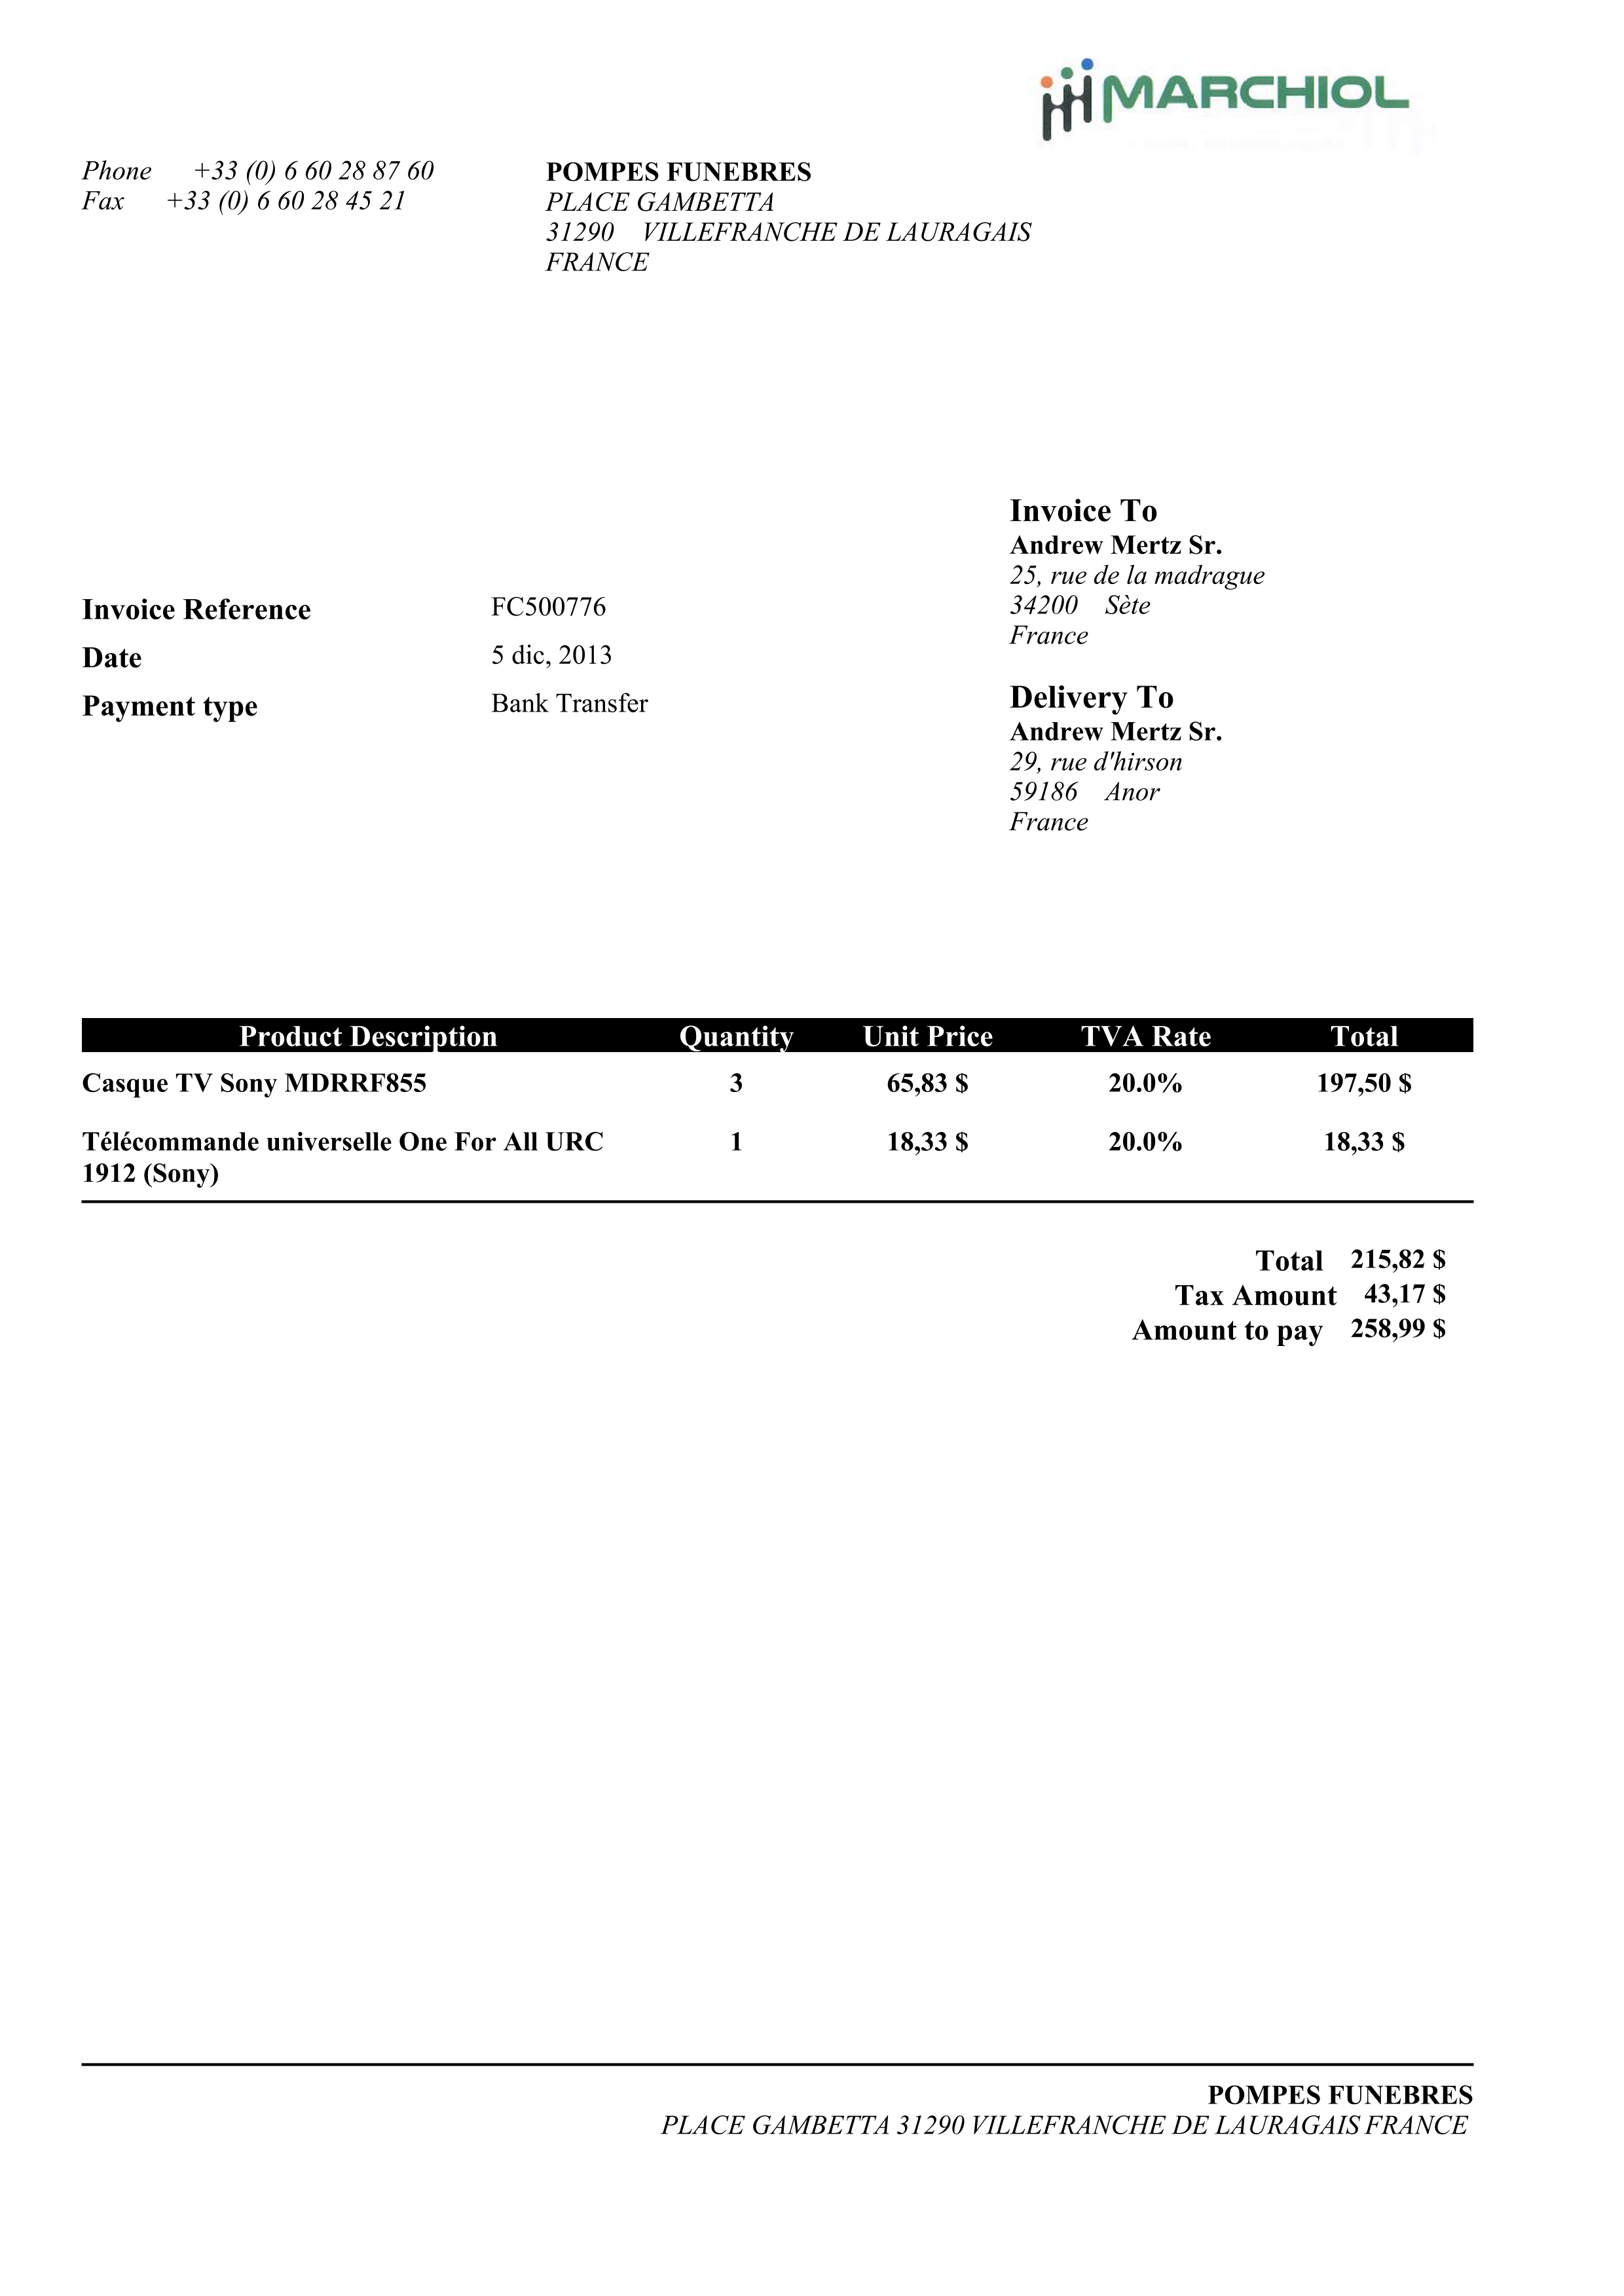 MARCHIOL
Phone +33 (0) 6 60 28 87 60
Fax +33 (0) 6 60 28 45 21
POMPES FUNEBRES
PLACE GAMBETTA
31290 VILLEFRANCHE DE LAURAGAIS
FRANCE
Invoice To
Andrew Mertz Sr.
25, rue de la madrague
34200 Sète
France
Invoice Reference FC500776
Date 5 dic, 2013
Payment type Bank Transfer
Delivery To
Andrew Mertz Sr.
29, rue d'hirson
59186 Anor
France
Product Description Quantity Unit Price TVA Rate Total
Casque TV Sony MDRRF855 3 65,83 $ 20.0% 197,50 $
Télécommande universelle One For All URC 1 18,33 $ 20.0% 18,33 $
1912 (Sony)
Total 215,82 $
Tax Amount 43,17 $
Amount to pay 258,99 $
POMPES FUNEBRES
PLACE GAMBETTA 31290 VILLEFRANCHE DE LAURAGAIS FRANCE